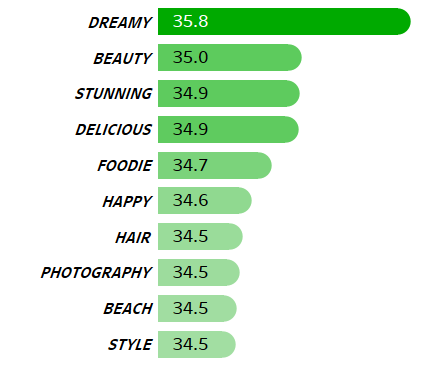 DREAMY 35.8
BEAUTY 35.0
STUNNING 34.9
DELICIOUS 34.9
FOODIE 34.7
HAPPY 34.6
HAIR 34.5
PHOTOGRAPHY 34.5
BEACH 34.5
STYLE 34.5